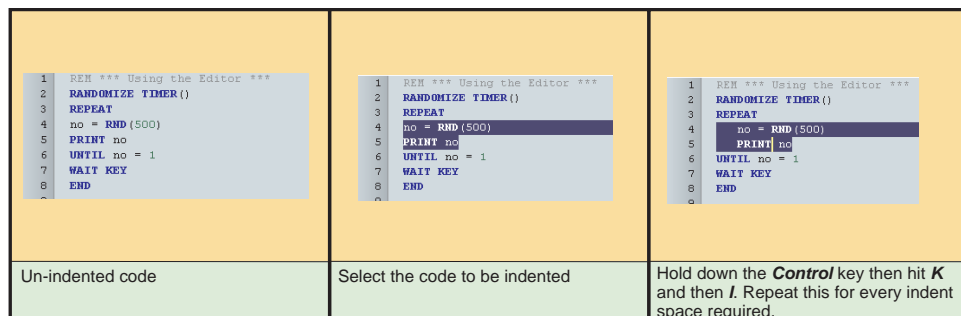 1 REM *** Using the Editor ***
2 RANDOMIZE TIMER()
3 REPEAT
4 no = RND(500)
5 PRINT no
6 UNTIL no = 1
7 WAIT KEY
8 END
9
Un-indented code
1 REM *** Using the Editor ***
2 RANDOMIZE TIMER()
3 REPEAT
4 no = RND(500)
5 PRINT no
6 UNTIL no = 1
7 WAIT KEY
8 END
9
Select the code to be indented
1 REM *** Using the Editor ***
2 RANDOMIZE TIMER()
3 REPEAT
4 no = RND(500)
5 PRINT no
6 UNTIL no = 1
7 WAIT KEY
8 END
9
Hold down the Control key then hit K
and then I. Repeat this for every indent
space required.